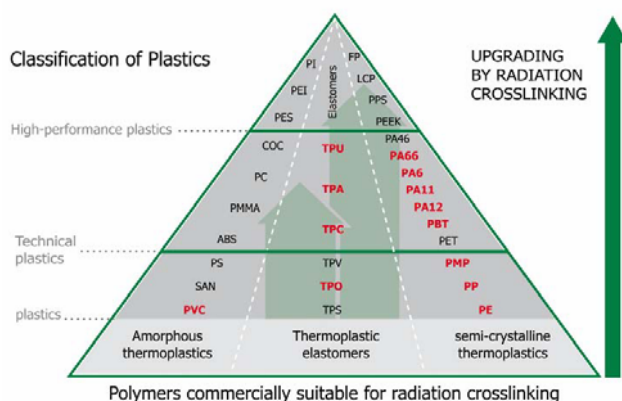 Classification of Plastics
UPGRADING
BY RADIATION
CROSSLINKING
PI
Elastomers
FP
PEI
LCP
PES
PPS
PEEK
High-performance plastics
COC
TPU
PA46
PA66
PC
TPA
PA6
PA11
PMMA
PA12
ABS
TPC
PBT
PET
Technical
plastics
PS
TPV
PMP
SAN
TPO
PP
plastics
PVC
TPS
PE
Amorphous
thermoplastics
Thermoplastic
elastomers
semi-crystalline
thermoplastics
Polymers commercially suitable for radiation crosslinking